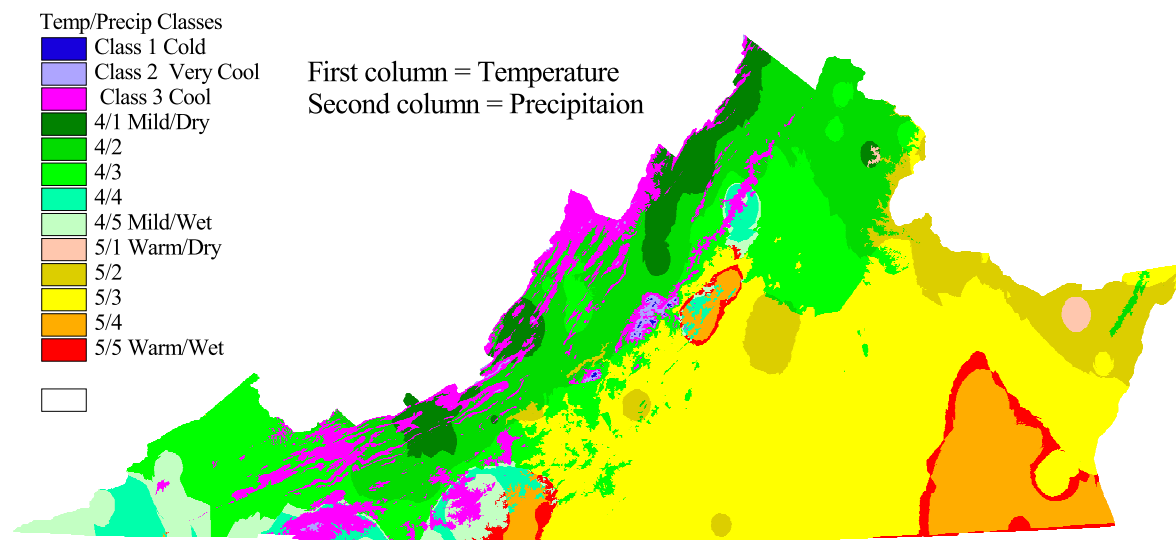 Temp/Precip Classes
Class 1 Cold
Class 2 Very Cool
Class 3 Cool
4/1 Mild/Dry
4/2
4/3
4/4
4/5 Mild/Wet
5/1 Warm/Dry
5/2
5/3
5/4
5/5 Warm/Wet
First column = Temperature
Second column = Precipitaion